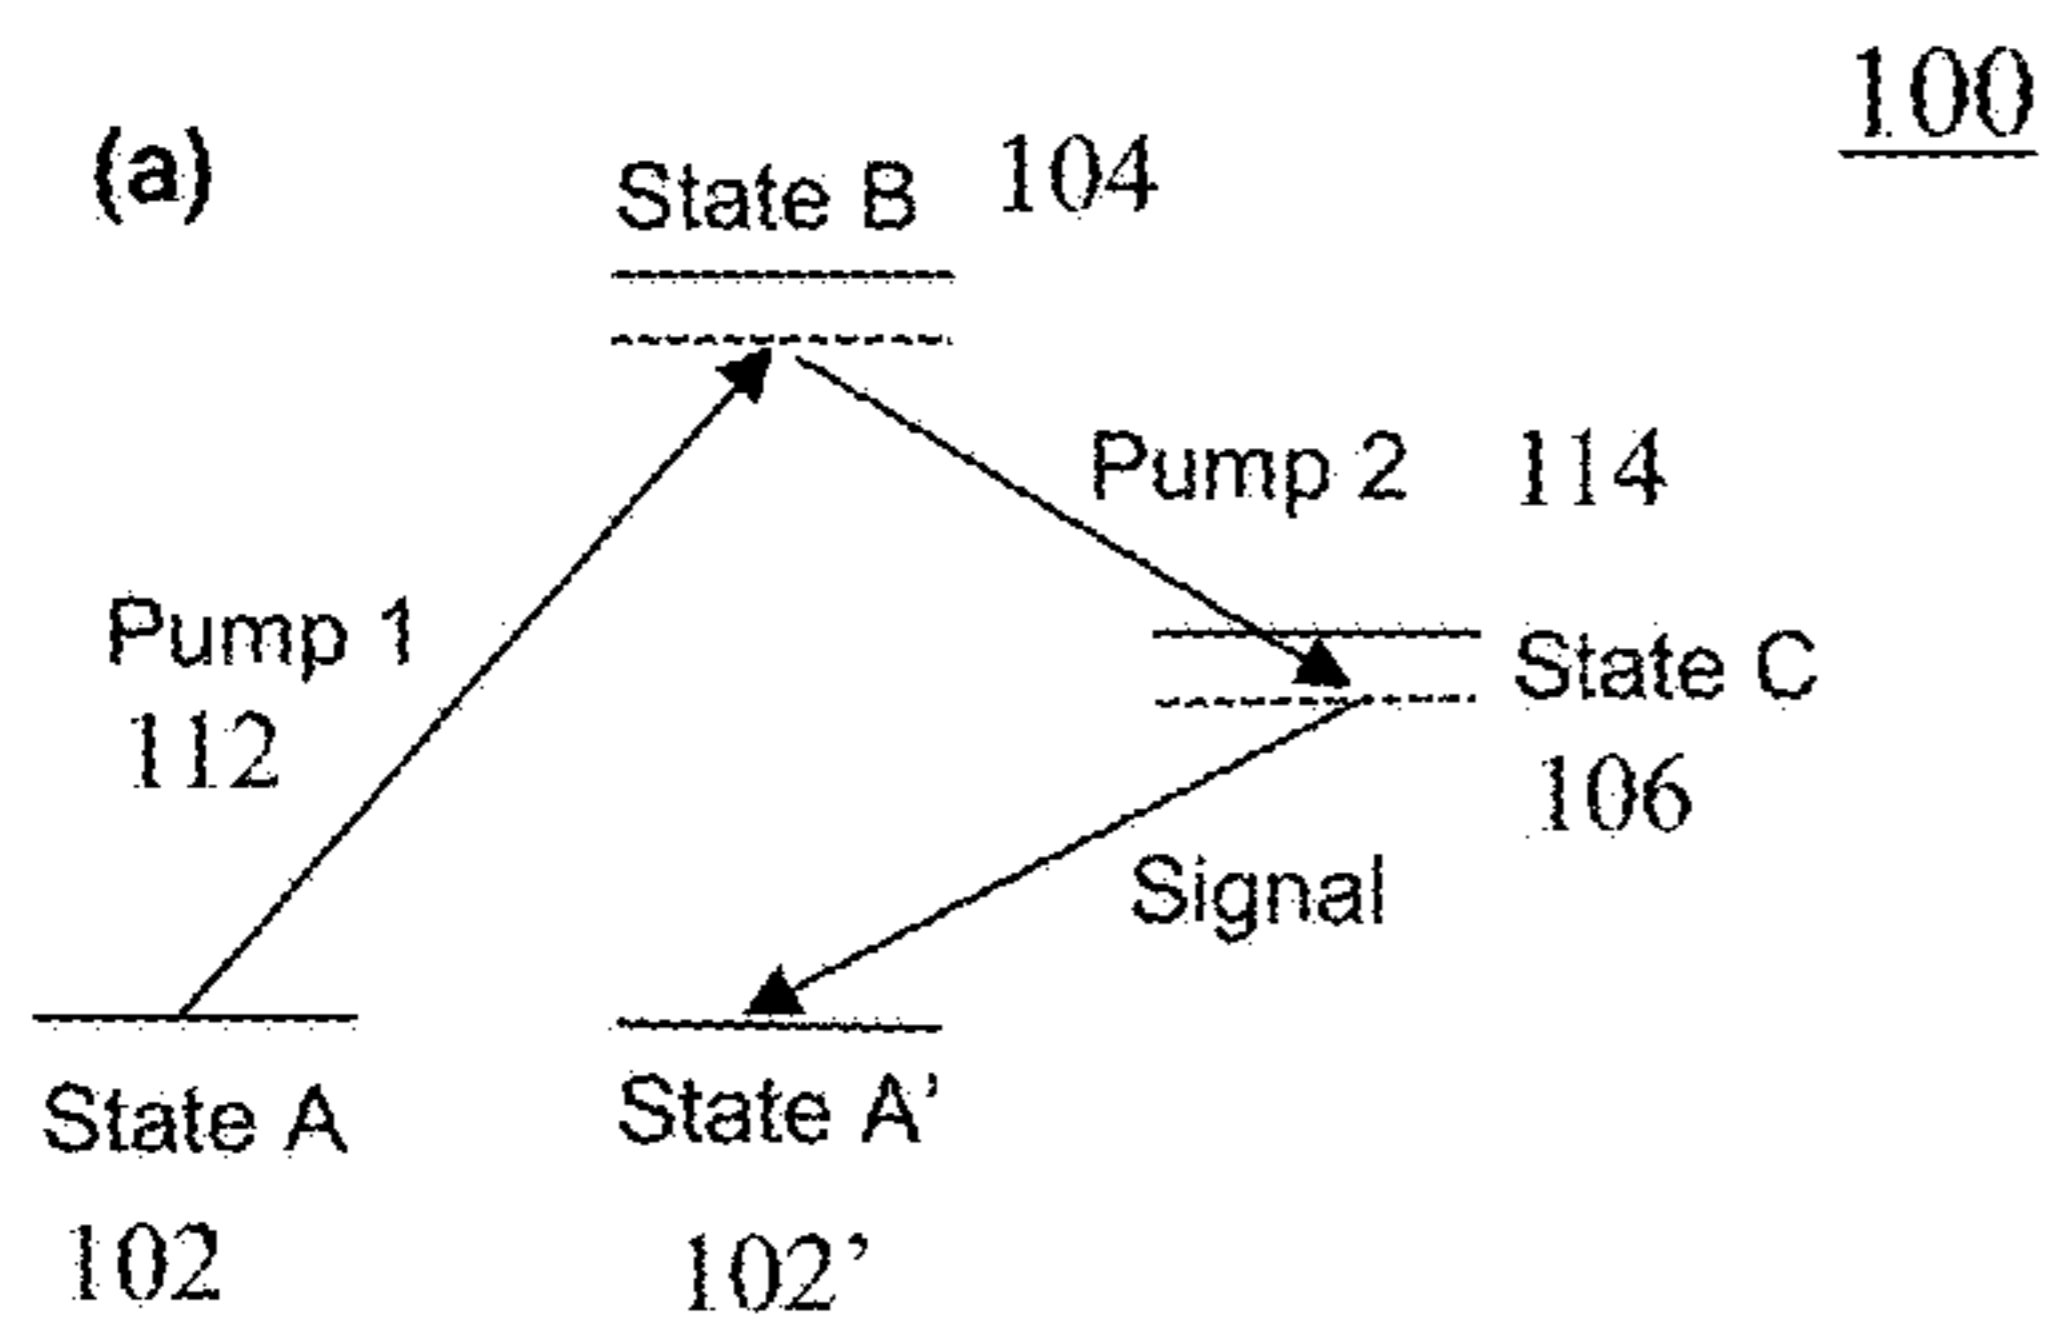 100
(a)
State B 104
Pump 2 114
Pump 1
112
State C
106
Signal
State A
102
State A'
102'